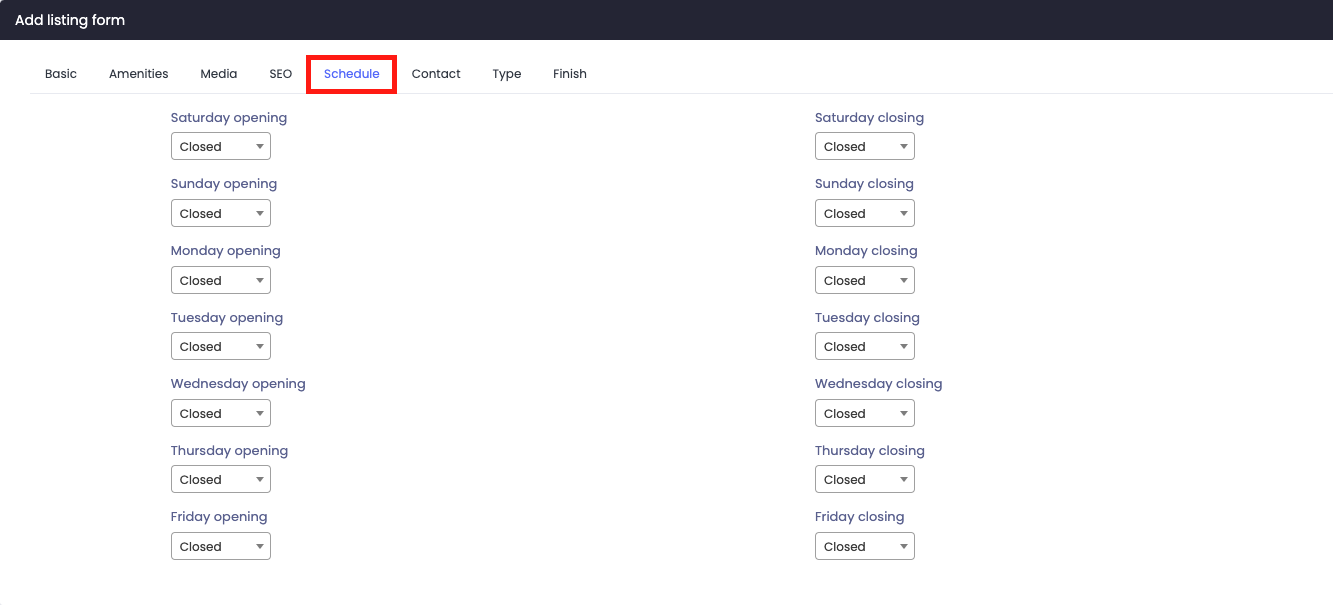 Add listing form
Basic Amenities Media SEO Schedule Contact Type Finish
Saturday opening Saturday closing
Closed Closed
Sunday opening Sunday closing
Closed Closed
Monday opening Monday closing
Closed Closed
Tuesday opening Tuesday closing
Closed Closed
Wednesday opening Wednesday closing
Closed Closed
Thursday opening Thursday closing
Closed Closed
Friday opening Friday closing
Closed Closed